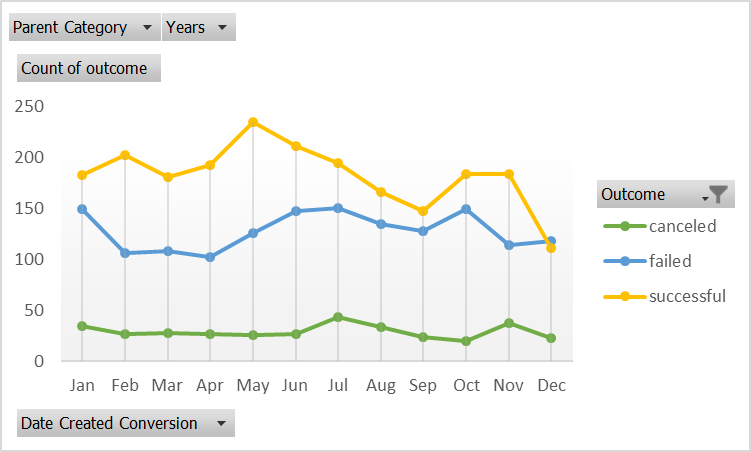 Parent Category Years
Count of outcome
250
200
150
100
50
0
Jan Feb Mar Apr May Jun Jul Aug Sep Oct Nov Dec
Outcome
canceled
failed
successful
Date Created Conversion